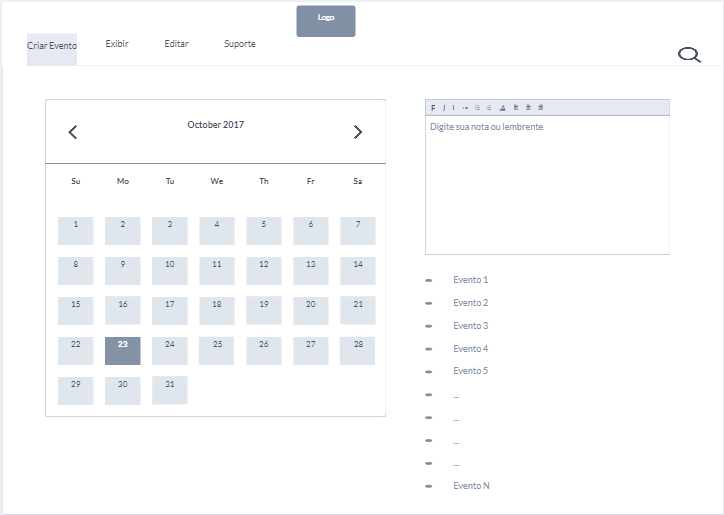 Logo
Criar Evento Exibir Editar Suporte
October 2017
Su Mo Tu We Th Fr Sa
1 2 3 4 5 6 7
8 9 10 11 12 13 14
15 16 17 18 19 20 21
22 23 24 25 26 27 28
29 30 31
Digite sua nota ou lembrente
Evento 1
Evento 2
Evento 3
Evento 4
Evento 5
...
...
...
...
Evento N